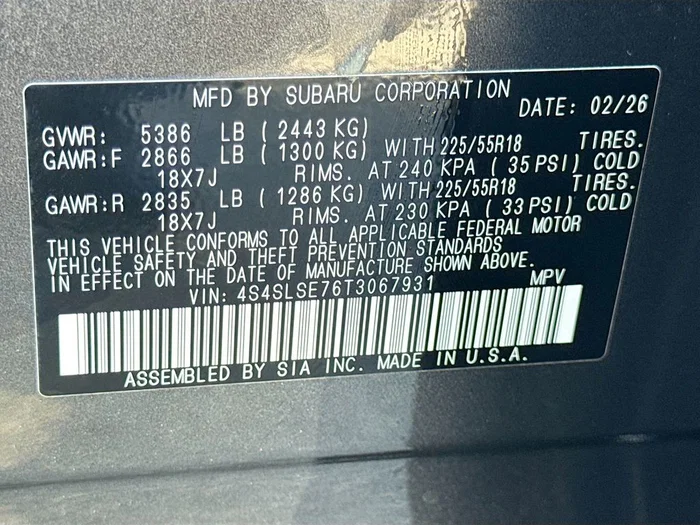 MFD BY SUBARU CORPORATION DATE: 02/26
GVWR: 5386 LB ( 2443 KG)
GAWR:F 2866 LB ( 1300 KG) WITH 225/55R18 TIRES.
18X7J RIMS. AT 240 KPA ( 35 PSI) COLD
GAWR:R 2835 LB ( 1286 KG) WITH 225/55R18 TIRES.
18X7J RIMS. AT 230 KPA ( 33 PSI) COLD
THIS VEHICLE CONFORMS TO ALL APPLICABLE FEDERAL MOTOR
VEHICLE SAFETY AND THEFT PREVENTION STANDARDS
IN EFFECT ON THE DATE OF MANUFACTURE SHOWN ABOVE.
VIN: 4S4SLSE76T3067931 MPV
ASSEMBLED BY SIA INC. MADE IN U.S.A.